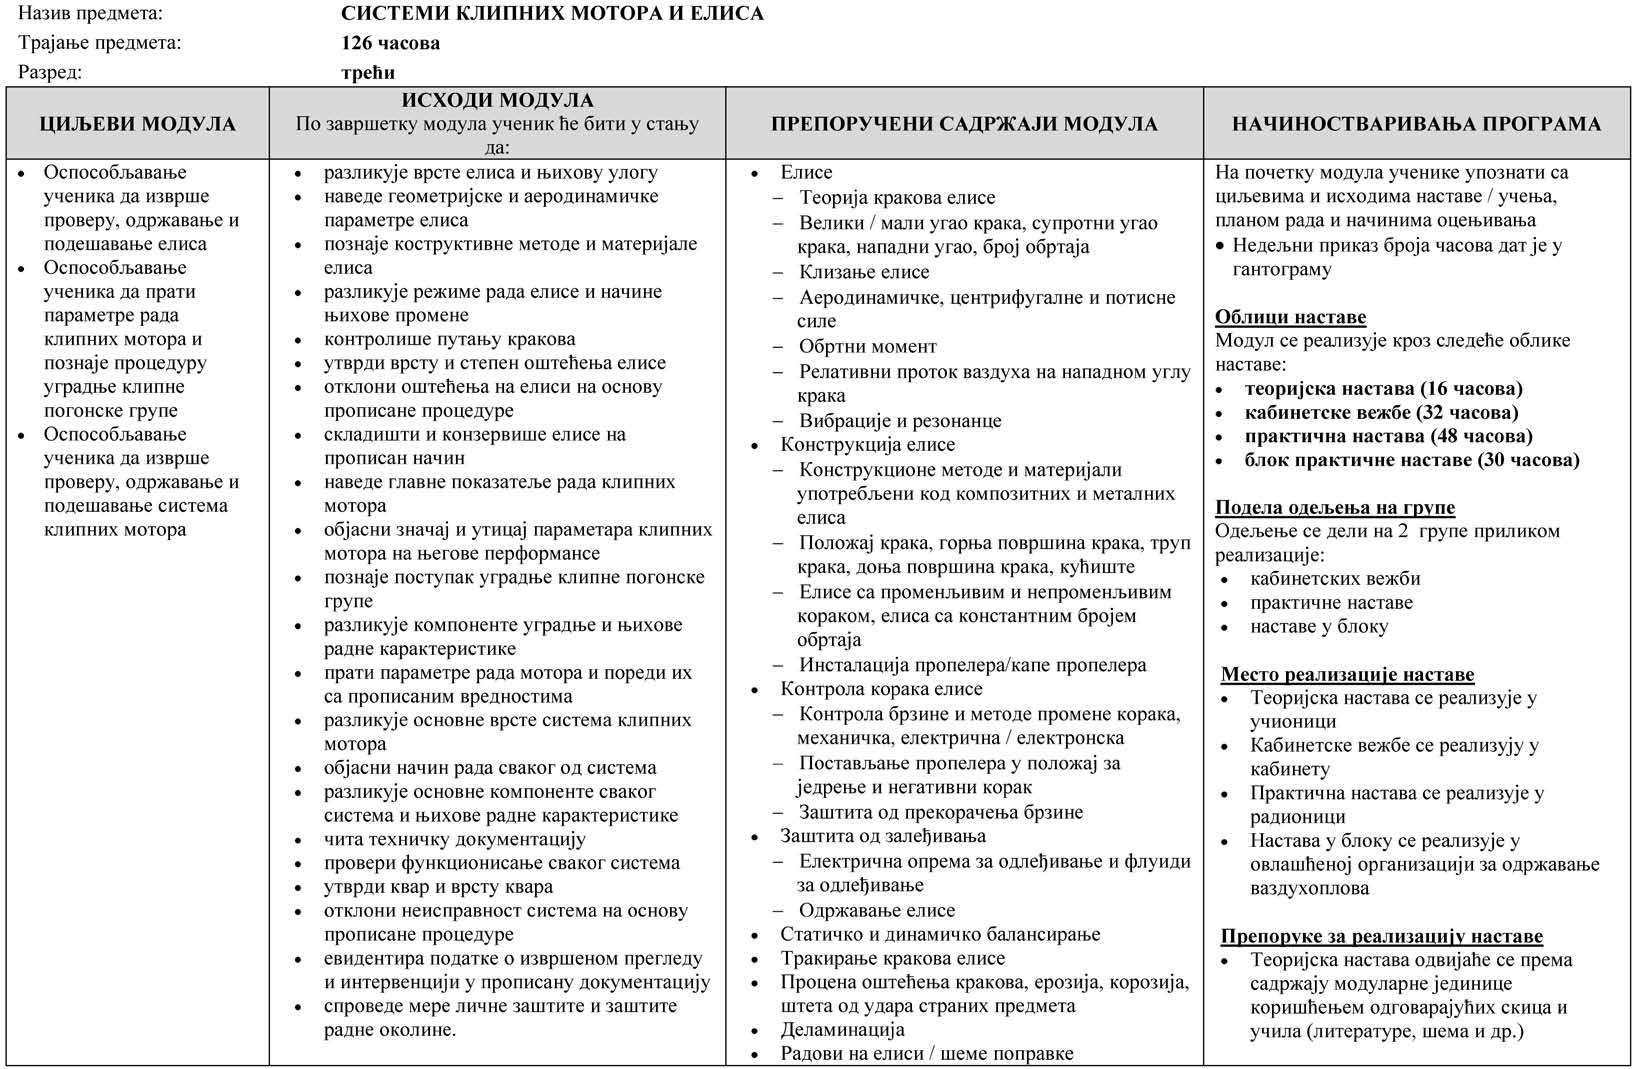 Назив предмета: СИСТЕМИ КЛИПНИХ МОТОРА И ЕЛИСА
Трајање предмета: 126 часова
Разред: трећи
ЦИЉЕВИ МОДУЛА
ИСХОДИ МОДУЛА
По завршетку модула ученик ће бити у стању
да:
ПРЕПОРУЧЕНИ САДРЖАЈИ МОДУЛА
НАЧИНОСТВАРИВАЊА ПРОГРАМА
• Оспособљавање
ученика да изврше
проверу, одржавање и
подешавање елиса
• Оспособљавање
ученика да прати
параметре рада
клипних мотора и
познаје процедуру
уградње клипне
погонске групе
• Оспособљавање
ученика да изврше
проверу, одржавање и
подешавање система
клипних мотора
• разликује врсте елиса и њихову улогу
• наведе геометријске и аеродинамичке
параметре елиса
• познаје коструктивне методе и материјале
елиса
• разликује режиме рада елисе и начине
њихове промене
• контролише путању кракова
• утврди врсту и степен оштећења елисе
• отклони оштећења на елиси на основу
прописане процедуре
• складишти и конзервише елисе на
прописан начин
• наведе главне показатеље рада клипних
мотора
• објасни значај и утицај параметара клипних
мотора на његове перформансе
• познаје поступак уградње клипне погонске
групе
• разликује компоненте уградње и њихове
радне карактеристике
• прати параметре рада мотора и пореди их
са прописаним вредностима
• разликује основне врсте система клипних
мотора
• објасни начин рада сваког од система
• разликује основне компоненте сваког
система и њихове радне карактеристике
• чита техничку документацију
• провери функционисање сваког система
• утврди квар и врсту квара
• отклони неисправност система на основу
прописане процедуре
• евидентира податке о извршеном прегледу
и интервенцији у прописану документацију
• спроведе мере личне заштите и заштите
радне околине.
• Елисе
– Теорија кракова елисе
– Велики / мали угао крака, супротни угао
крака, нападни угао, број обртаја
– Клизање елисе
– Аеродинамичке, центрифугалне и потисне
силе
– Обртни момент
– Релативни проток ваздуха на нападном углу
крака
– Вибрације и резонанце
• Конструкција елисе
– Конструкционе методе и материјали
употребљени код композитних и металних
елиса
– Положај крака, горња површина крака, труп
крака, доња површина крака, кућиште
– Елисе са променљивим и непроменљивим
кораком, елиса са константним бројем
обртаја
– Инсталација пропелера/капе пропелера
• Контрола корака елисе
– Контрола брзине и методе промене корака,
механичка, електрична / електронска
– Постављање пропелера у положај за
једрење и негативни корак
– Заштита од прекорачења брзине
• Заштита од залеђивања
– Електрична опрема за одлеђивање и флуиди
за одлеђивање
– Одржавање елисе
• Статичко и динамичко балансирање
• Тракирање кракова елисе
• Процена оштећења кракова, ерозија, корозија,
штета од удара страних предмета
• Деламинација
• Радови на елиси / шеме поправке
На почетку модула ученике упознати са
циљевима и исходима наставе / учења,
планом рада и начинима оцењивања
• Недељни приказ броја часова дат је у
гантограму
Облици наставе
Модул се реализује кроз следеће облике
наставе:
• теоријска настава (16 часова)
• кабинетске вежбе (32 часова)
• практична настава (48 часова)
• блок практичне наставе (30 часова)
Подела одељења на групе
Одељење се дели на 2 групе приликом
реализације:
• кабинетских вежби
• практичне наставе
• наставе у блоку
Место реализације наставе
• Теоријска настава се реализује у
учионици
• Кабинетске вежбе се реализују у
кабинету
• Практична настава се реализује у
радионици
• Настава у блоку се реализује у
овлашћеној организацији за одржавање
ваздухоплова
Препоруке за реализацију наставе
• Теоријска настава одвијаће се према
садржају модуларне јединице
коришћењем одговарајућих скица и
учила (литературе, шема и др.)